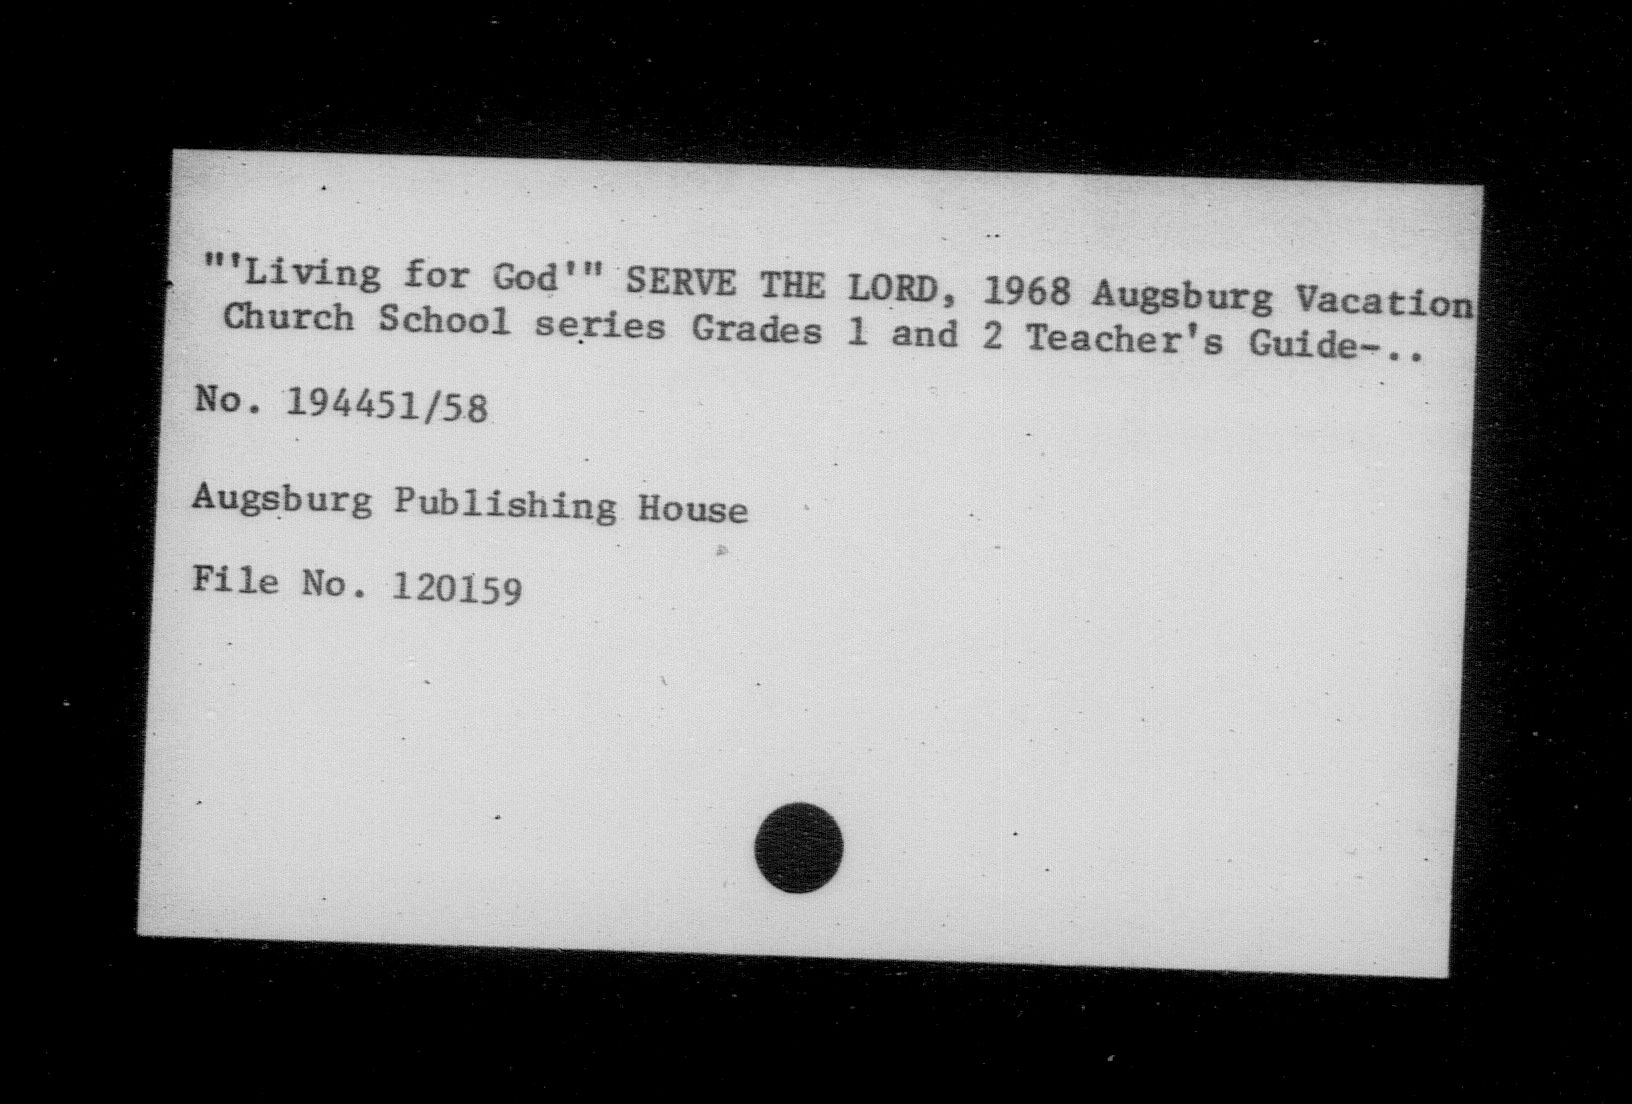 "'Living for God'" SERVE THE LORD, 1968 Augsburg Vacation
Church School series Grades 1 and 2 Teacher's Guide-..
No. 194451/58
Augsburg Publishing House
File No. 120159